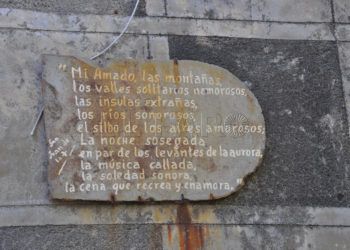 "Mi Amado, las montañas,
los valles solitarios nemorosos,
las insulas extrañas,
los ríos sonorosos,
el silbo de los aires amorosos;
La noche sosegada
en par de los levantes de la aurora,
la música callada,
la soledad sonora,
la cena que recrea y enamora.